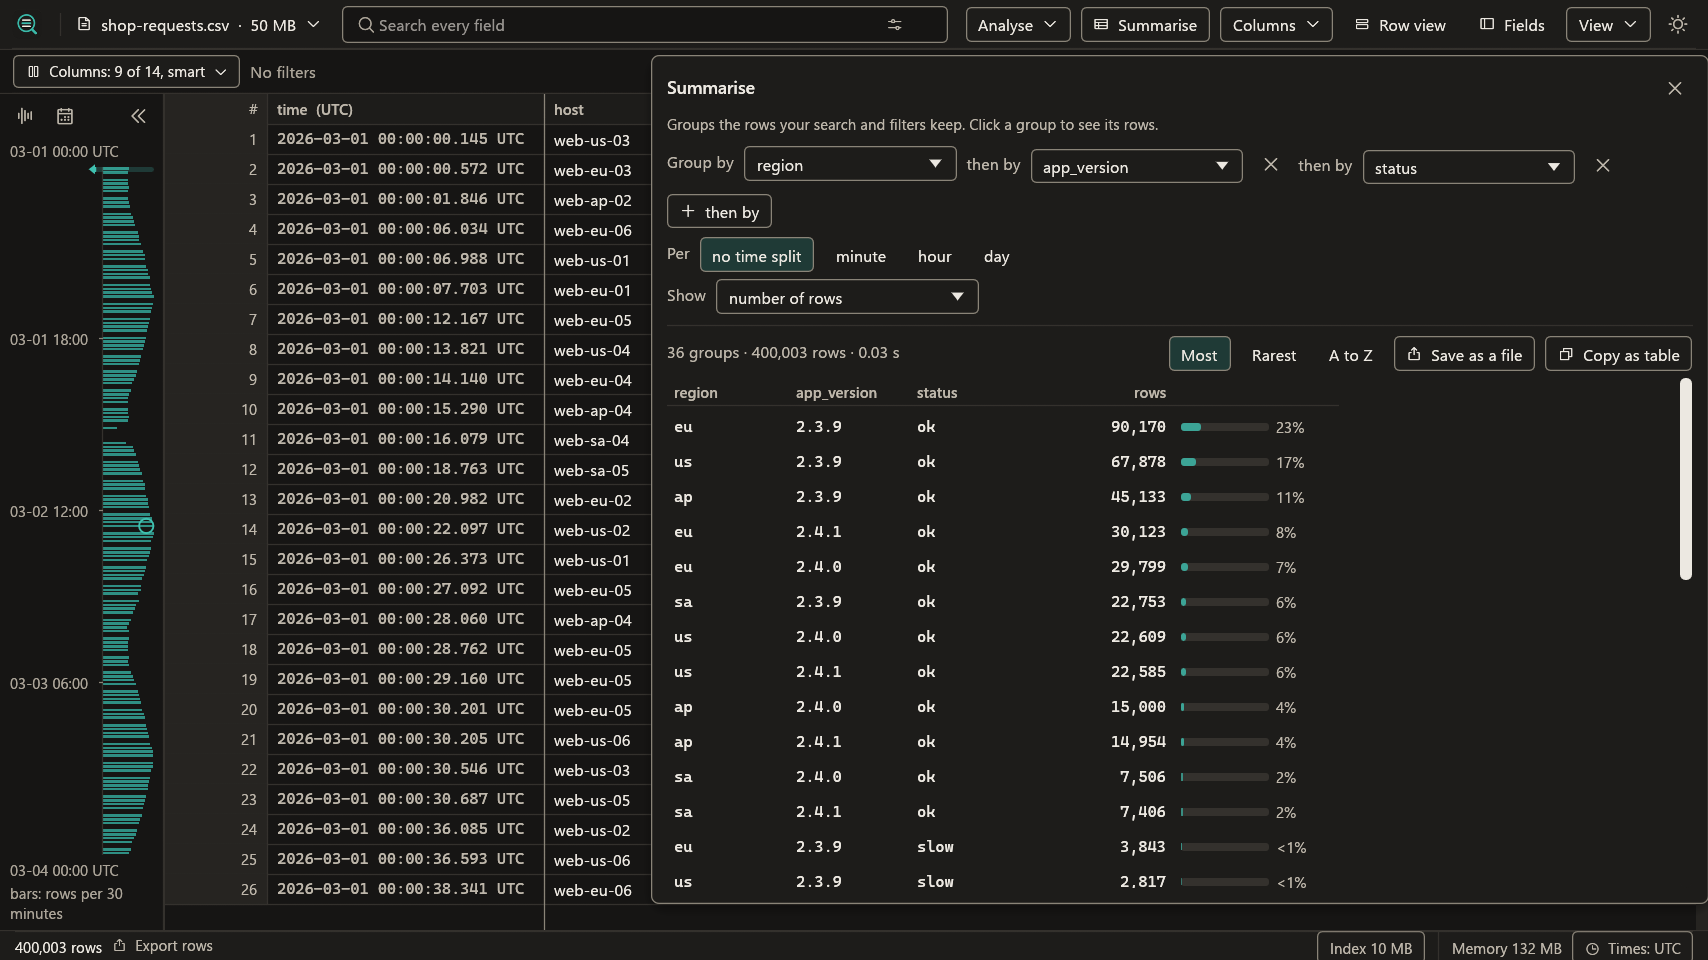 shop-requests.csv · 50 MB
Search every field
Analyse
Summarise
Columns
Row view
Fields
View
Columns: 9 of 14, smart
No filters
03-01 00:00 UTC
03-01 18:00
03-02 12:00
03-03 06:00
03-04 00:00 UTC
bars: rows per 30
minutes
# time (UTC) host
1 2026-03-01 00:00:00.145 UTC web-us-03
2 2026-03-01 00:00:00.572 UTC web-eu-03
3 2026-03-01 00:00:01.846 UTC web-ap-02
4 2026-03-01 00:00:06.034 UTC web-eu-06
5 2026-03-01 00:00:06.988 UTC web-us-01
6 2026-03-01 00:00:07.703 UTC web-eu-01
7 2026-03-01 00:00:12.167 UTC web-eu-05
8 2026-03-01 00:00:13.821 UTC web-us-04
9 2026-03-01 00:00:14.140 UTC web-eu-04
10 2026-03-01 00:00:15.290 UTC web-ap-04
11 2026-03-01 00:00:16.079 UTC web-sa-04
12 2026-03-01 00:00:18.763 UTC web-sa-05
13 2026-03-01 00:00:20.982 UTC web-eu-02
14 2026-03-01 00:00:22.097 UTC web-us-02
15 2026-03-01 00:00:26.373 UTC web-us-01
16 2026-03-01 00:00:27.092 UTC web-eu-05
17 2026-03-01 00:00:28.060 UTC web-ap-04
18 2026-03-01 00:00:28.762 UTC web-eu-05
19 2026-03-01 00:00:29.160 UTC web-eu-05
20 2026-03-01 00:00:30.201 UTC web-eu-05
21 2026-03-01 00:00:30.205 UTC web-us-06
22 2026-03-01 00:00:30.546 UTC web-us-03
23 2026-03-01 00:00:30.687 UTC web-us-05
24 2026-03-01 00:00:36.085 UTC web-us-02
25 2026-03-01 00:00:36.593 UTC web-us-06
26 2026-03-01 00:00:38.341 UTC web-eu-06
Summarise
Groups the rows your search and filters keep. Click a group to see its rows.
Group by region then by app_version then by status
+ then by
Per no time split minute hour day
Show number of rows
36 groups · 400,003 rows · 0.03 s
Most Rarest A to Z Save as a file Copy as table
region app_version status rows
eu 2.3.9 ok 90,170 23%
us 2.3.9 ok 67,878 17%
ap 2.3.9 ok 45,133 11%
eu 2.4.1 ok 30,123 8%
eu 2.4.0 ok 29,799 7%
sa 2.3.9 ok 22,753 6%
us 2.4.0 ok 22,609 6%
us 2.4.1 ok 22,585 6%
ap 2.4.0 ok 15,000 4%
ap 2.4.1 ok 14,954 4%
sa 2.4.0 ok 7,506 2%
sa 2.4.1 ok 7,406 2%
eu 2.3.9 slow 3,843 <1%
us 2.3.9 slow 2,817 <1%
400,003 rows Export rows
Index 10 MB Memory 132 MB Times: UTC